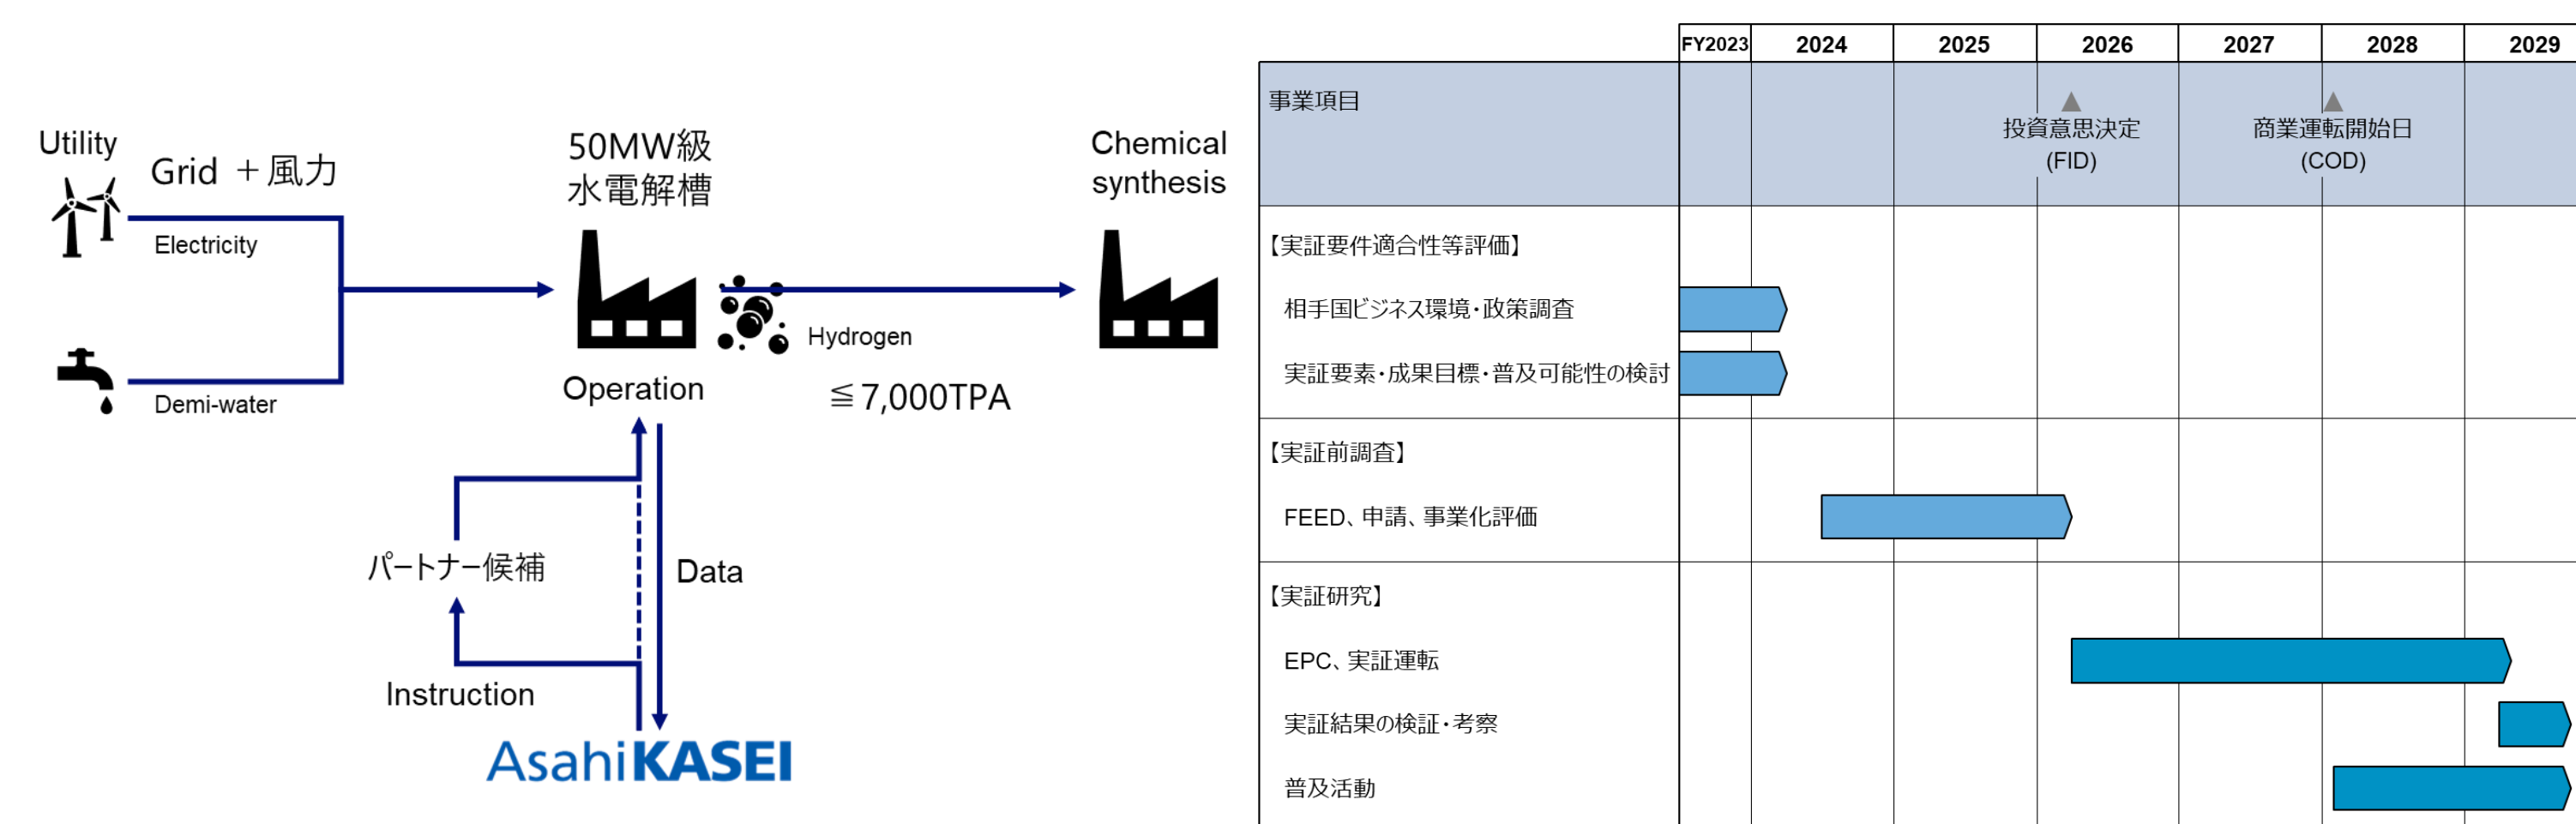 Utility
Grid ＋風力
Electricity
Demi-water
50MW級
水電解槽
Operation
Hydrogen
≦7,000TPA
Chemical
synthesis
パートナー候補
Data
Instruction
AsahiKASEI
FY2023 2024 2025 2026 2027 2028 2029
事業項目
▲ ▲
投資意思決定 商業運転開始日
(FID) (COD)
【実証要件適合性等評価】
相手国ビジネス環境・政策調査
実証要素・成果目標・普及可能性の検討
【実証前調査】
FEED、申請、事業化評価
【実証研究】
EPC、実証運転
実証結果の検証・考察
普及活動